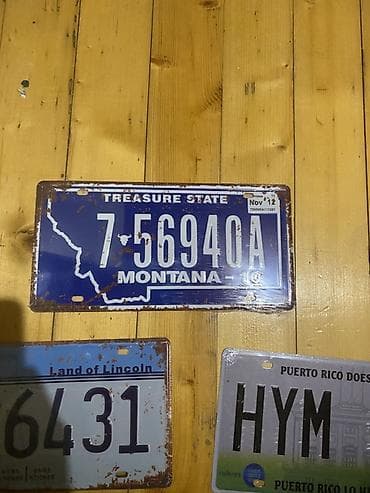 TREASURE STATE
Nov '12
7-56940A
MONTANA - 10
Land of Lincoln
6431
PUERTO RICO DOES
HYM
PUERTO RICO LO H